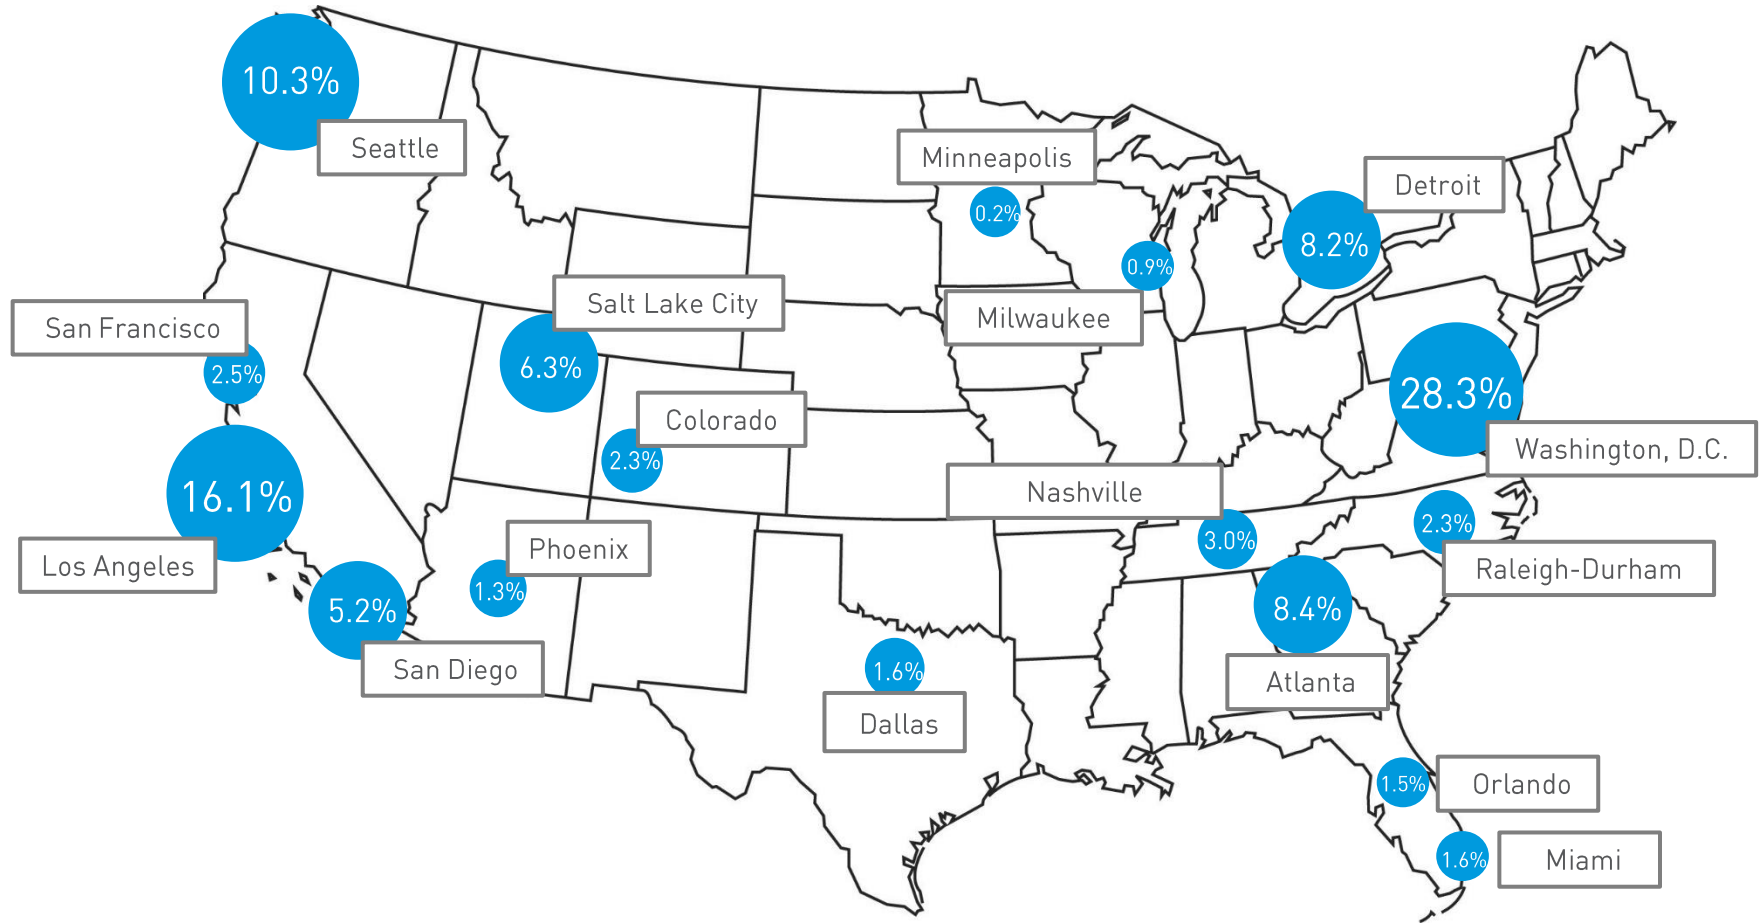 10.3%
Seattle
Minneapolis
0.2%
Detroit
8.2%
0.9%
Milwaukee
Salt Lake City
6.3%
San Francisco
2.5%
Colorado
2.3%
28.3%
Washington, D.C.
16.1%
Los Angeles
Nashville
3.0%
2.3%
Raleigh-Durham
Phoenix
1.3%
5.2%
San Diego
8.4%
Atlanta
1.6%
Dallas
1.5%
Orlando
1.6%
Miami